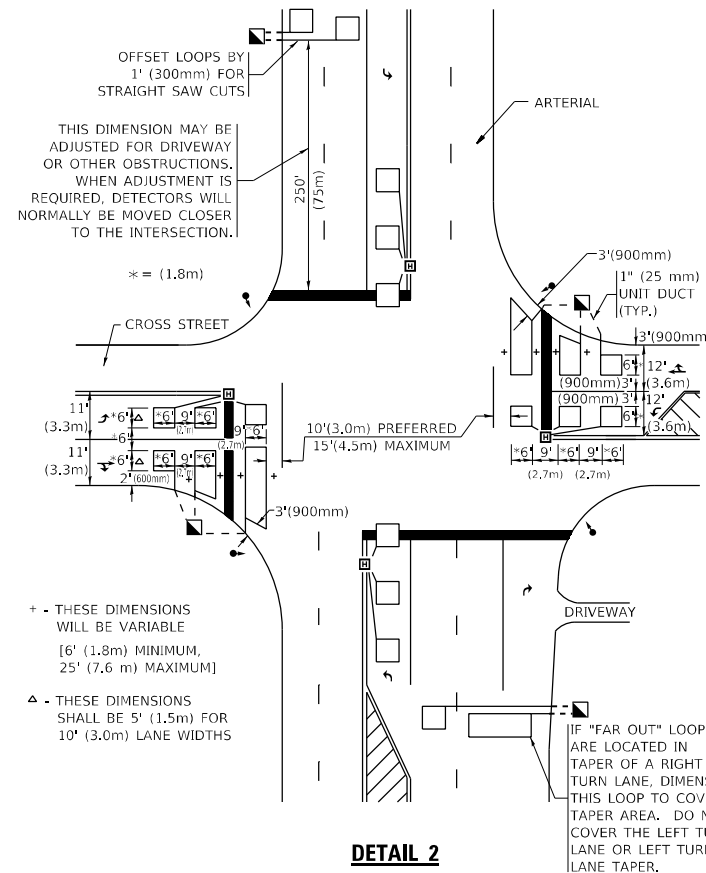 OFFSET LOOPS BY
1' (300mm) FOR
STRAIGHT SAW CUTS
THIS DIMENSION MAY BE
ADJUSTED FOR DRIVEWAY
OR OTHER OBSTRUCTIONS.
WHEN ADJUSTMENT IS
REQUIRED, DETECTORS WILL
NORMALLY BE MOVED CLOSER
TO THE INTERSECTION.
* = (1.8m)
250'
(75m)
ARTERIAL
H
CROSS STREET
3'(900mm)
1" (25 mm)
UNIT DUCT
(TYP.)
3'(900mm)
6'*
12'
(3.6m)
(900mm) 3'
(900mm) 3'
12'
6'*
(3.6m)
H
*6' 9' *6' 9' *6'
(2.7m) (2.7m)
10'(3.0m) PREFERRED
15'(4.5m) MAXIMUM
H
11'
(3.3m)
*6' Δ
*6' 9' *6'
(2.7m)
*6'
9' *6'
(2.7m)
11'
(3.3m)
*6' Δ
*6' 9' *6'
(2.7m)
2' (600mm)
3'(900mm)
H
+ - THESE DIMENSIONS
WILL BE VARIABLE
[6' (1.8m) MINIMUM,
25' (7.6 m) MAXIMUM]
Δ - THESE DIMENSIONS
SHALL BE 5' (1.5m) FOR
10' (3.0m) LANE WIDTHS
DRIVEWAY
IF "FAR OUT" LOOP
ARE LOCATED IN
TAPER OF A RIGHT
TURN LANE, DIMENS
THIS LOOP TO COV
TAPER AREA. DO N
COVER THE LEFT TU
LANE OR LEFT TUR
LANE TAPER.
DETAIL 2